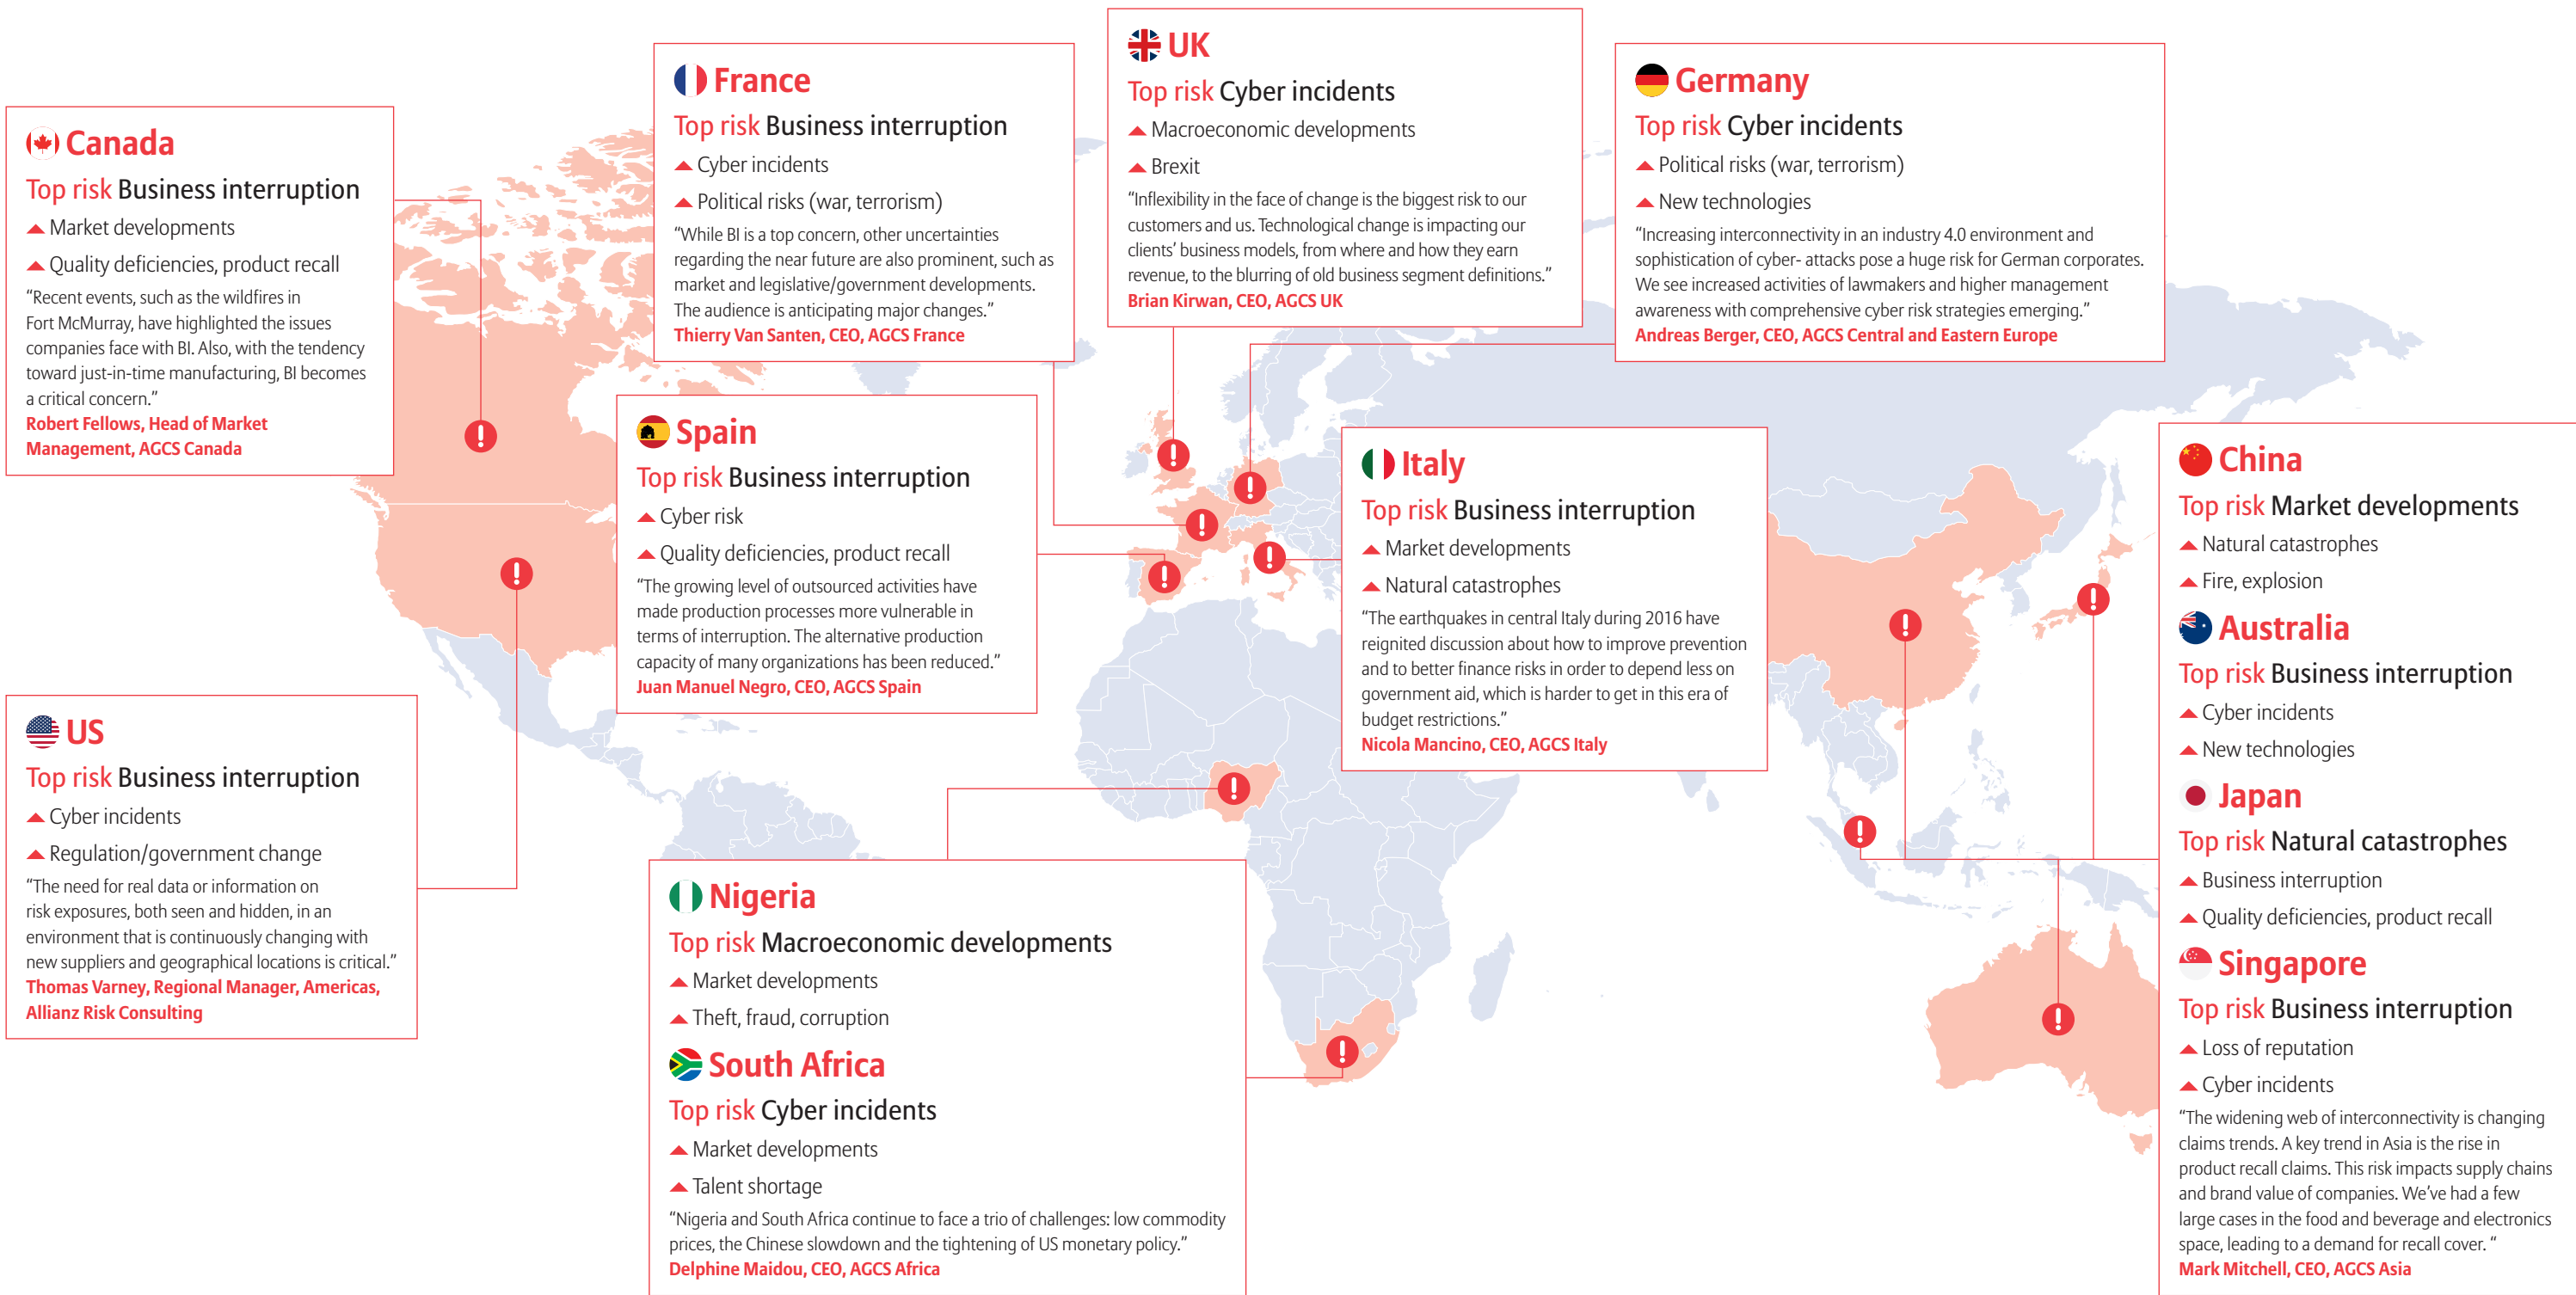 Canada
Top risk Business interruption
Market developments
Quality deficiencies, product recall
“Recent events, such as the wildfires in
Fort McMurray, have highlighted the issues
companies face with BI. Also, with the tendency
toward just-in-time manufacturing, BI becomes
a critical concern.”
Robert Fellows, Head of Market
Management, AGCS Canada
US
Top risk Business interruption
Cyber incidents
Regulation/government change
“The need for real data or information on
risk exposures, both seen and hidden, in an
environment that is continuously changing with
new suppliers and geographical locations is critical.”
Thomas Varney, Regional Manager, Americas,
Allianz Risk Consulting
France
Top risk Business interruption
Cyber incidents
Political risks (war, terrorism)
“While BI is a top concern, other uncertainties
regarding the near future are also prominent, such as
market and legislative/government developments.
The audience is anticipating major changes.”
Thierry Van Santen, CEO, AGCS France
Spain
Top risk Business interruption
Cyber risk
Quality deficiencies, product recall
“The growing level of outsourced activities have
made production processes more vulnerable in
terms of interruption. The alternative production
capacity of many organizations has been reduced.”
Juan Manuel Negro, CEO, AGCS Spain
Nigeria
Top risk Macroeconomic developments
Market developments
Theft, fraud, corruption
South Africa
Top risk Cyber incidents
Market developments
Talent shortage
“Nigeria and South Africa continue to face a trio of challenges: low commodity
prices, the Chinese slowdown and the tightening of US monetary policy.”
Delphine Maidou, CEO, AGCS Africa
UK
Top risk Cyber incidents
Macroeconomic developments
Brexit
“Inflexibility in the face of change is the biggest risk to our
customers and us. Technological change is impacting our
clients’ business models, from where and how they earn
revenue, to the blurring of old business segment definitions.”
Brian Kirwan, CEO, AGCS UK
Germany
Top risk Cyber incidents
Political risks (war, terrorism)
New technologies
“Increasing interconnectivity in an industry 4.0 environment and
sophistication of cyber- attacks pose a huge risk for German corporates.
We see increased activities of lawmakers and higher management
awareness with comprehensive cyber risk strategies emerging.”
Andreas Berger, CEO, AGCS Central and Eastern Europe
Italy
Top risk Business interruption
Market developments
Natural catastrophes
“The earthquakes in central Italy during 2016 have
reignited discussion about how to improve prevention
and to better finance risks in order to depend less on
government aid, which is harder to get in this era of
budget restrictions.”
Nicola Mancino, CEO, AGCS Italy
China
Top risk Market developments
Natural catastrophes
Fire, explosion
Australia
Top risk Business interruption
Cyber incidents
New technologies
Japan
Top risk Natural catastrophes
Business interruption
Quality deficiencies, product recall
Singapore
Top risk Business interruption
Loss of reputation
Cyber incidents
“The widening web of interconnectivity is changing
claims trends. A key trend in Asia is the rise in
product recall claims. This risk impacts supply chains
and brand value of companies. We’ve had a few
large cases in the food and beverage and electronics
space, leading to a demand for recall cover. “
Mark Mitchell, CEO, AGCS Asia